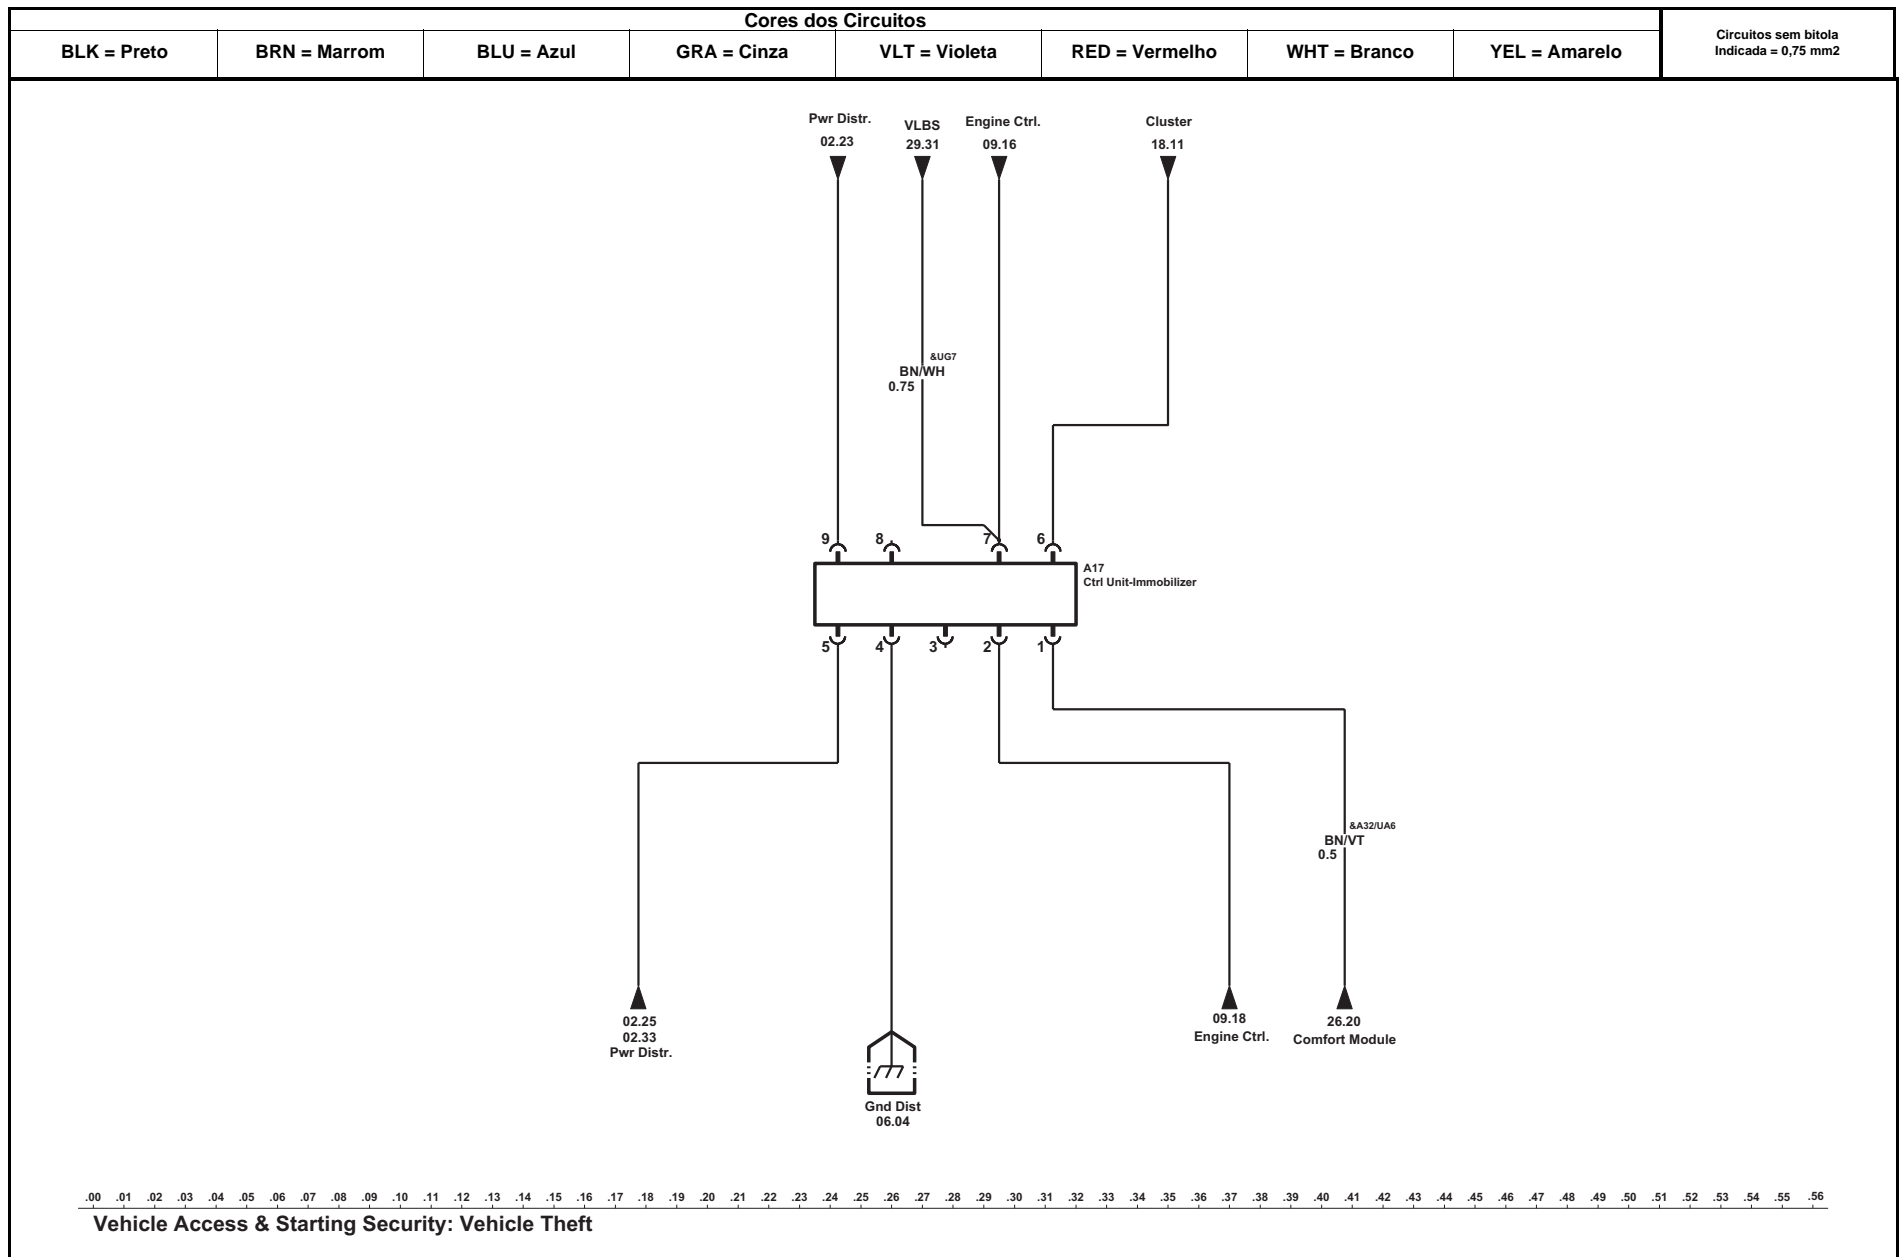 Cores dos Circuitos
BLK = Preto
BRN = Marrom
BLU = Azul
GRA = Cinza
VLT = Violeta
RED = Vermelho
WHT = Branco
YEL = Amarelo
Circuitos sem bitola
Indicada = 0,75 mm2
Pwr Distr.
02.23
VLBS
29.31
Engine Ctrl.
09.16
Cluster
18.11
&UG7
BN/WH
0.75
9 8 7 6
A17
Ctrl Unit-Immobilizer
5 4 3 2 1
&A32/UA6
BN/VT
0.5
02.25
02.33
Pwr Distr.
Gnd Dist
06.04
09.18
Engine Ctrl.
26.20
Comfort Module
.00 .01 .02 .03 .04 .05 .06 .07 .08 .09 .10 .11 .12 .13 .14 .15 .16 .17 .18 .19 .20 .21 .22 .23 .24 .25 .26 .27 .28 .29 .30 .31 .32 .33 .34 .35 .36 .37 .38 .39 .40 .41 .42 .43 .44 .45 .46 .47 .48 .49 .50 .51 .52 .53 .54 .55 .56
Vehicle Access & Starting Security: Vehicle Theft